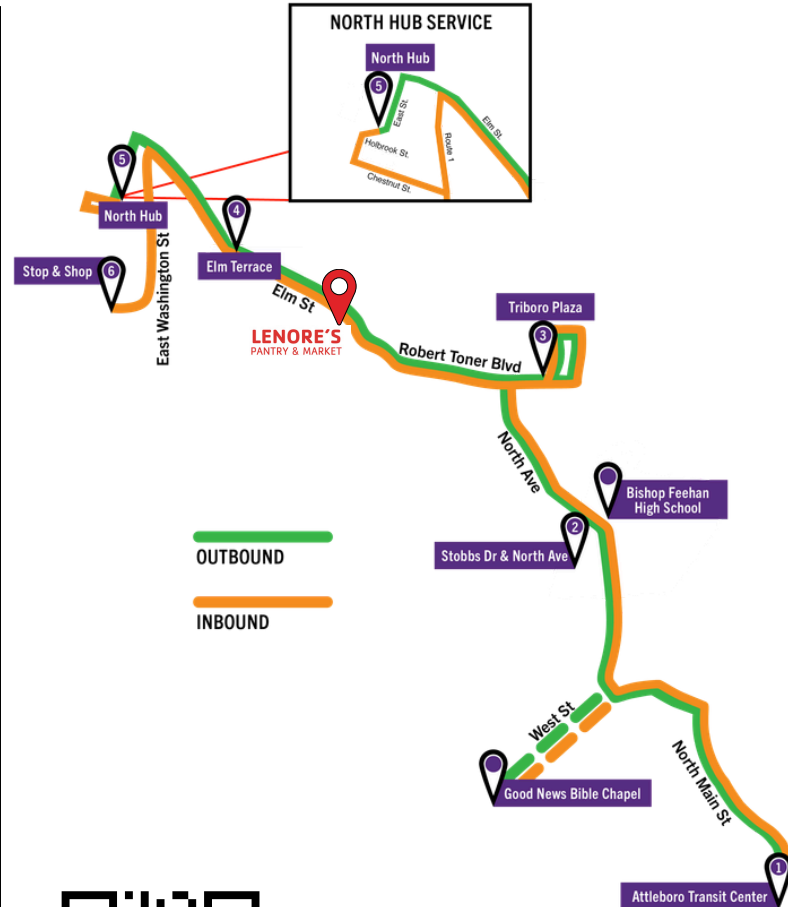 NORTH HUB SERVICE
North Hub
5
East St.
Elm St.
Holbrook St.
Route 1
Chestnut St.
5
North Hub
4
Elm Terrace
Stop & Shop
6
East Washington St
Elm St
LENORE'S
PANTRY & MARKET
Triboro Plaza
3
Robert Toner Blvd
North Ave
Bishop Feehan
High School
2
Stobbs Dr & North Ave
OUTBOUND
INBOUND
West St
Good News Bible Chapel
North Main St
1
Attleboro Transit Center